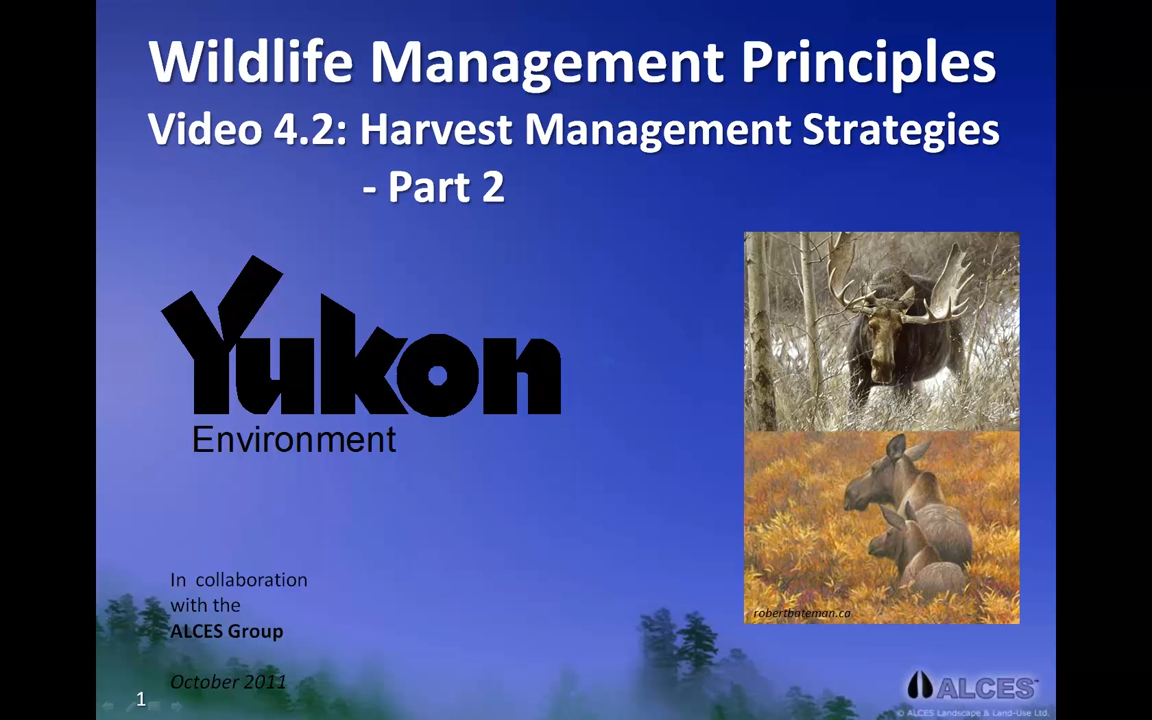 Wildlife Management Principles
Video 4.2: Harvest Management Strategies
- Part 2
Yukon
Environment
robertbateman.ca
In collaboration
with the
ALCES Group
October 2011
1
ALCES™
© ALCES Landscape & Land-Use Ltd.